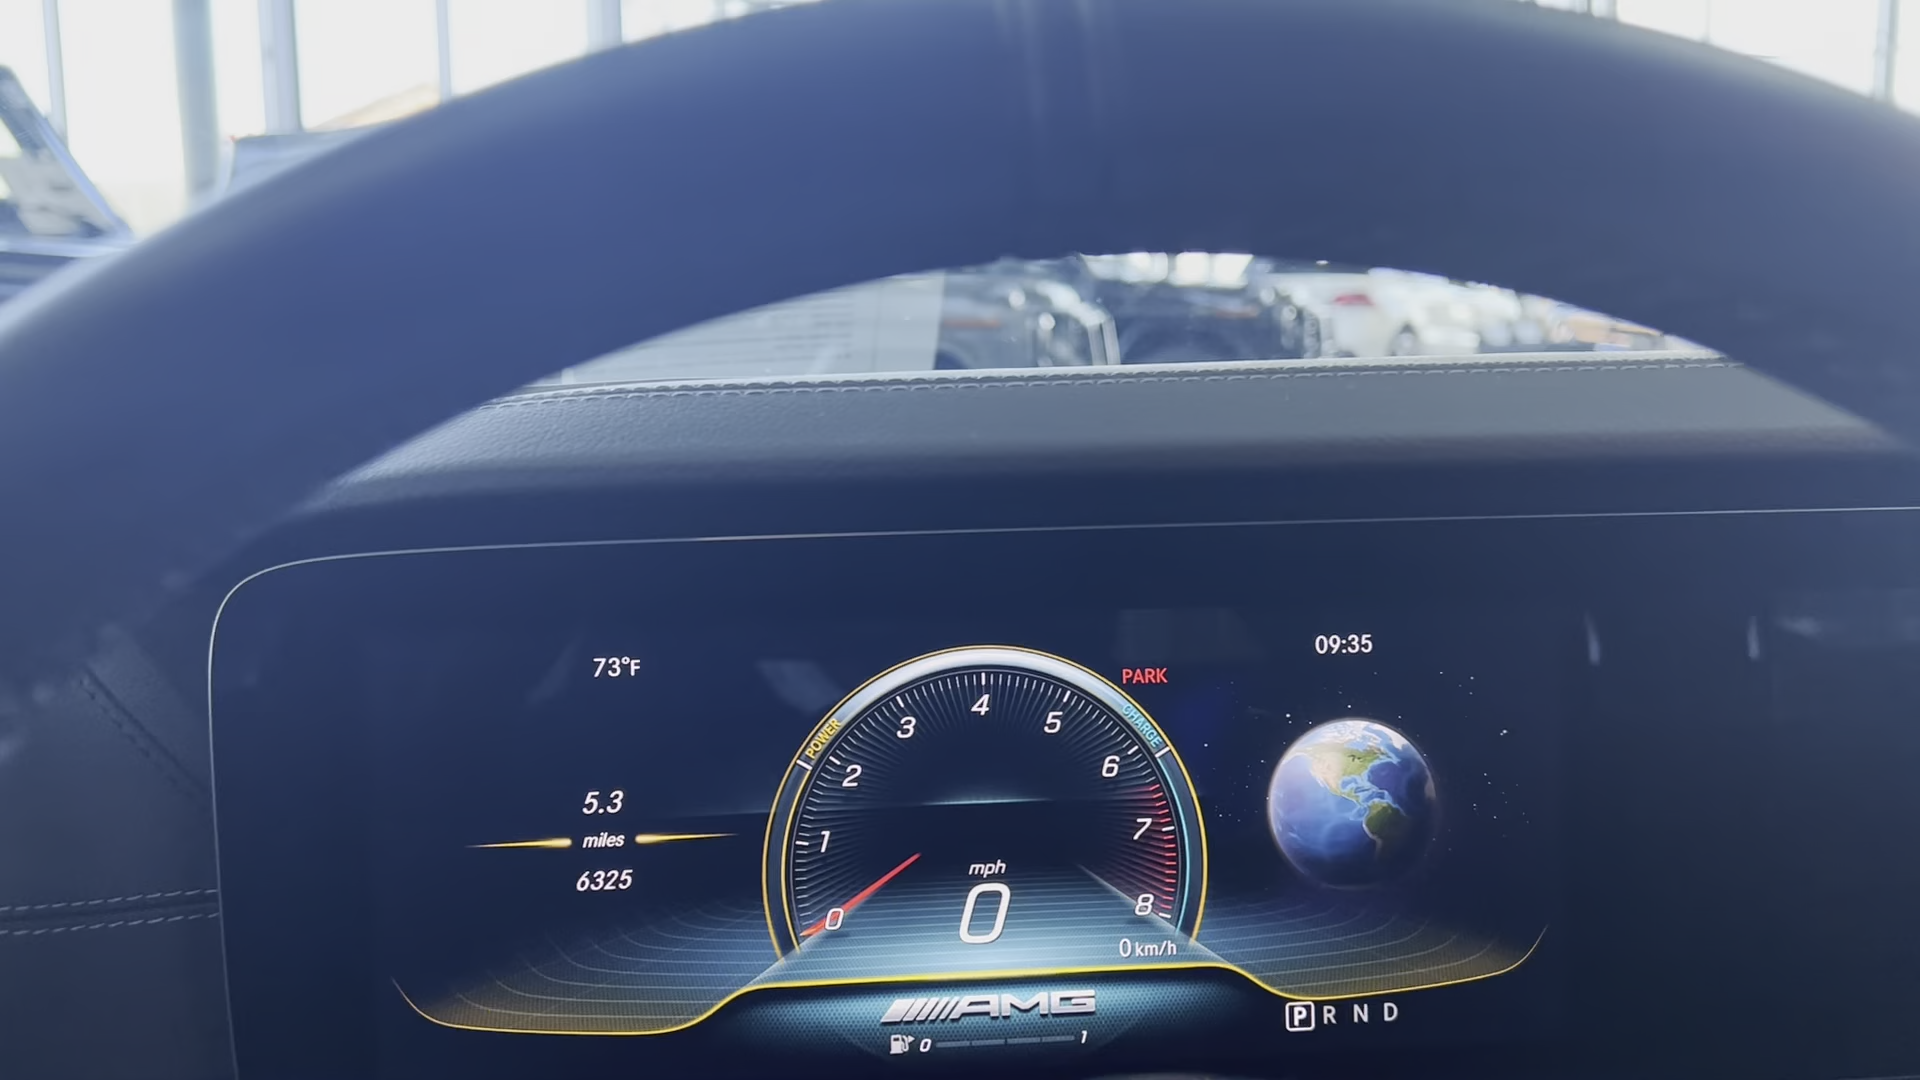 09:35
73°F
PARK
POWER
CHARGE
0 1 2 3 4 5 6 7 8
5.3
miles
6325
mph
0
0 km/h
AMG
P R N D
0 1